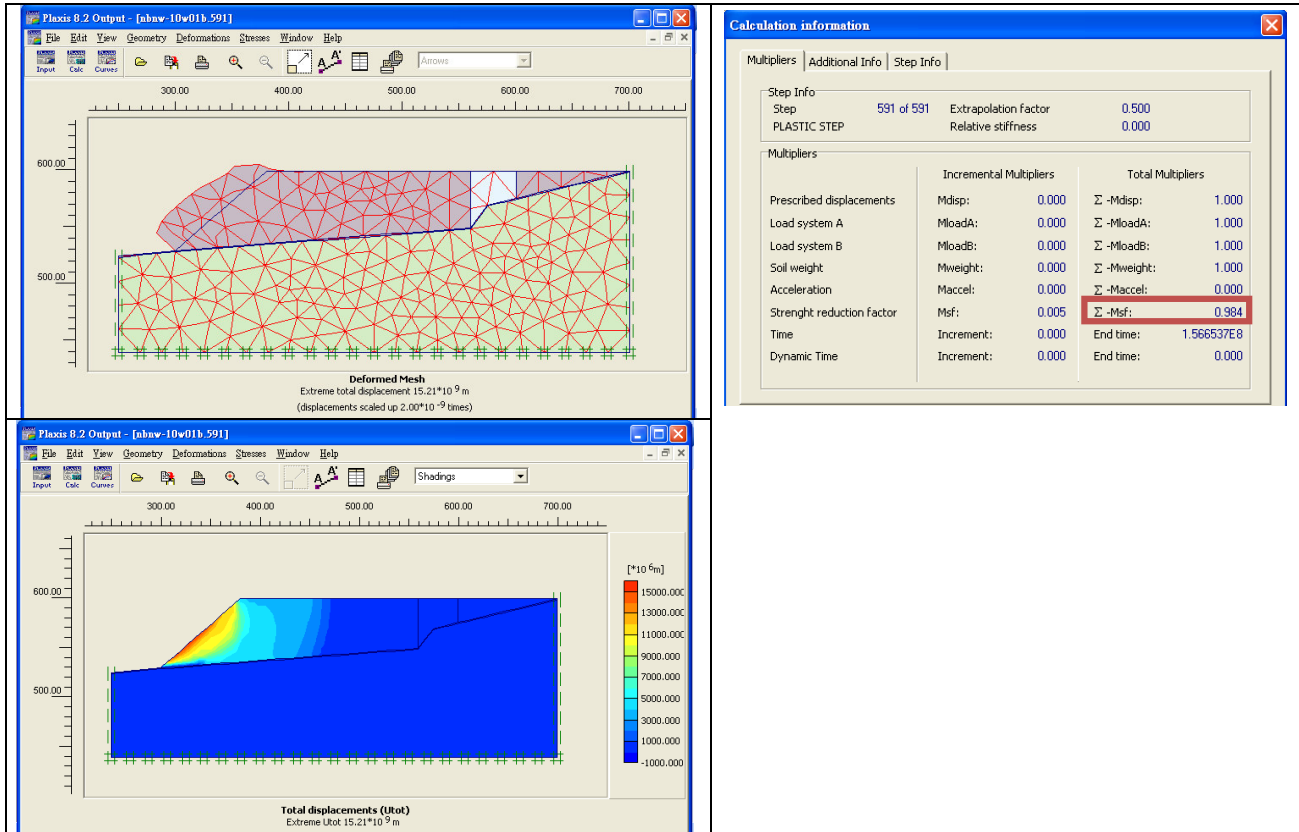 Plaxis 8.2 Output - [nbnw-10w01b.591]
File Edit View Geometry Deformations Stresses Window Help
Input Calc Curves A A* Arrows
300.00 400.00 500.00 600.00 700.00
600.00
500.00
Deformed Mesh
Extreme total displacement 15.21*10 9 m
(displacements scaled up 2.00*10 -9 times)
Calculation information
Multipliers Additional Info Step Info
Step Info
Step 591 of 591 Extrapolation factor 0.500
PLASTIC STEP Relative stiffness 0.000
Multipliers
Incremental Multipliers Total Multipliers
Prescribed displacements Mdisp: 0.000 Σ -Mdisp: 1.000
Load system A MloadA: 0.000 Σ -MloadA: 1.000
Load system B MloadB: 0.000 Σ -MloadB: 1.000
Soil weight Mweight: 0.000 Σ -Mweight: 1.000
Acceleration Maccel: 0.000 Σ -Maccel: 0.000
Strenght reduction factor Msf: 0.005 Σ -Msf: 0.984
Time Increment: 0.000 End time: 1.566537E8
Dynamic Time Increment: 0.000 End time: 0.000
Plaxis 8.2 Output - [nbnw-10w01b.591]
File Edit View Geometry Deformations Stresses Window Help
Input Calc Curves A A* Shadings
300.00 400.00 500.00 600.00 700.00
[*10 6m]
600.00
500.00
15000.000
13000.000
11000.000
9000.000
7000.000
5000.000
3000.000
1000.000
-1000.000
Total displacements (Utot)
Extreme Utot 15.21*10 9 m